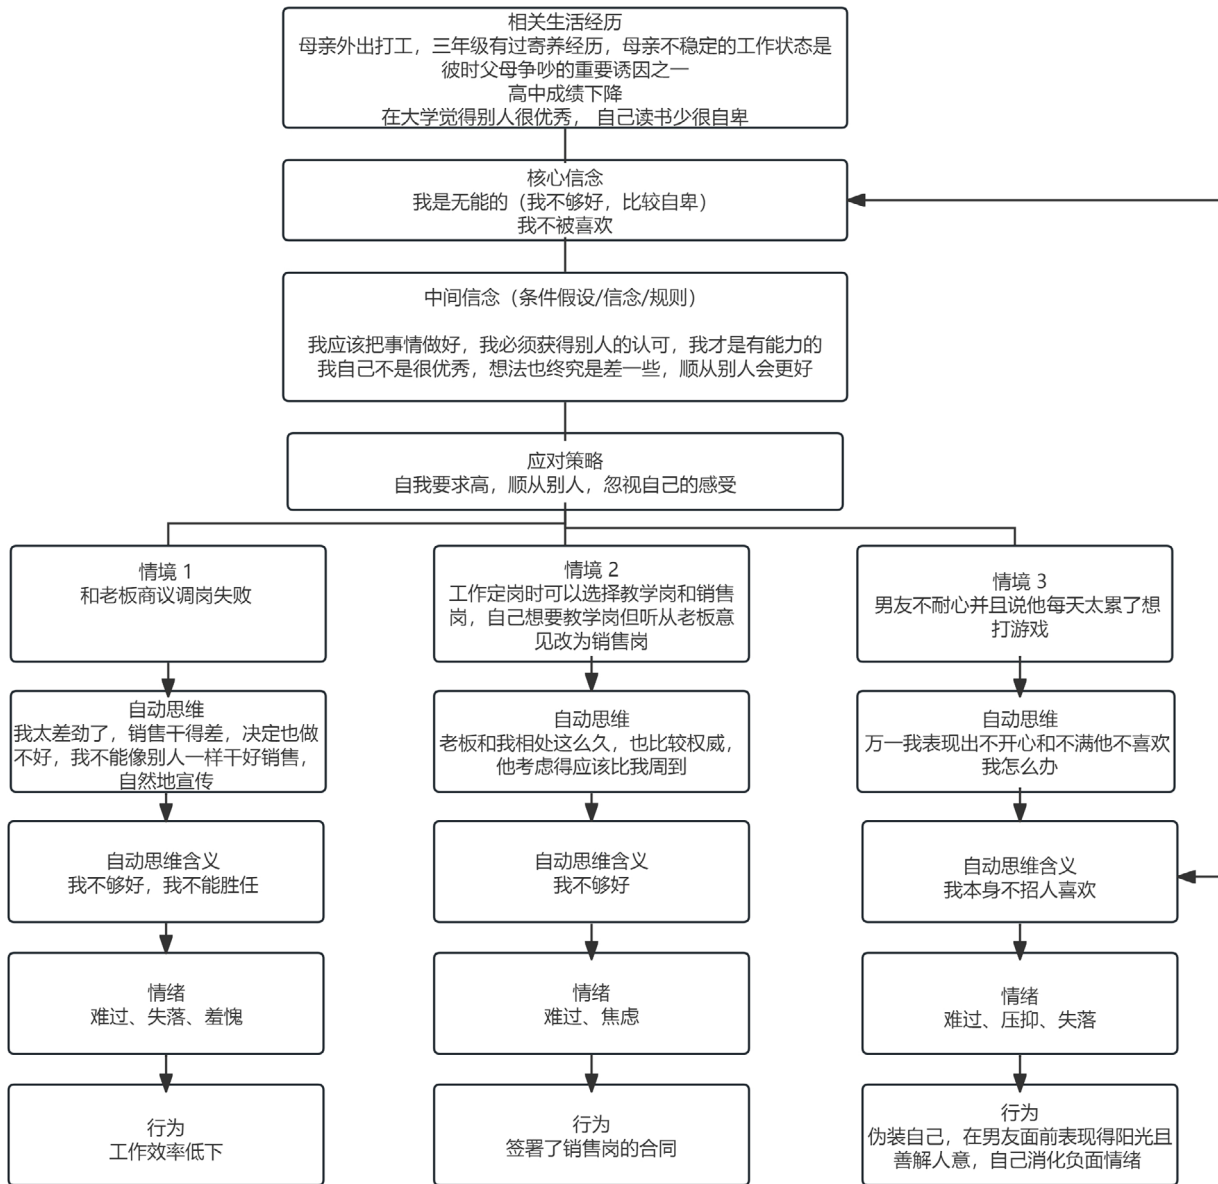 相关生活经历
母亲外出打工，三年级有过寄养经历，母亲不稳定的工作状态是
彼时父母争吵的重要诱因之一
高中成绩下降
在大学觉得别人很优秀， 自己读书少很自卑
核心信念
我是无能的（我不够好，比较自卑）
我不被喜欢
中间信念（条件假设/信念/规则）
我应该把事情做好，我必须获得别人的认可，我才是有能力的
我自己不是很优秀，想法也终究是差一些，顺从别人会更好
应对策略
自我要求高，顺从别人，忽视自己的感受
情境 1
和老板商议调岗失败
情境 2
工作定岗时可以选择教学岗和销售
岗，自己想要教学岗但听从老板意
见改为销售岗
情境 3
男友不耐心并且说他每天太累了想
打游戏
自动思维
我太差劲了，销售干得差，决定也做
不好，我不能像别人一样干好销售，
自然地宣传
自动思维
老板和我相处这么久，也比较权威，
他考虑得应该比我周到
自动思维
万一我表现出不开心和不满他不喜欢
我怎么办
自动思维含义
我不够好，我不能胜任
自动思维含义
我不够好
自动思维含义
我本身不招人喜欢
情绪
难过、失落、羞愧
情绪
难过、焦虑
情绪
难过、压抑、失落
行为
工作效率低下
行为
签署了销售岗的合同
行为
伪装自己，在男友面前表现得阳光且
善解人意，自己消化负面情绪